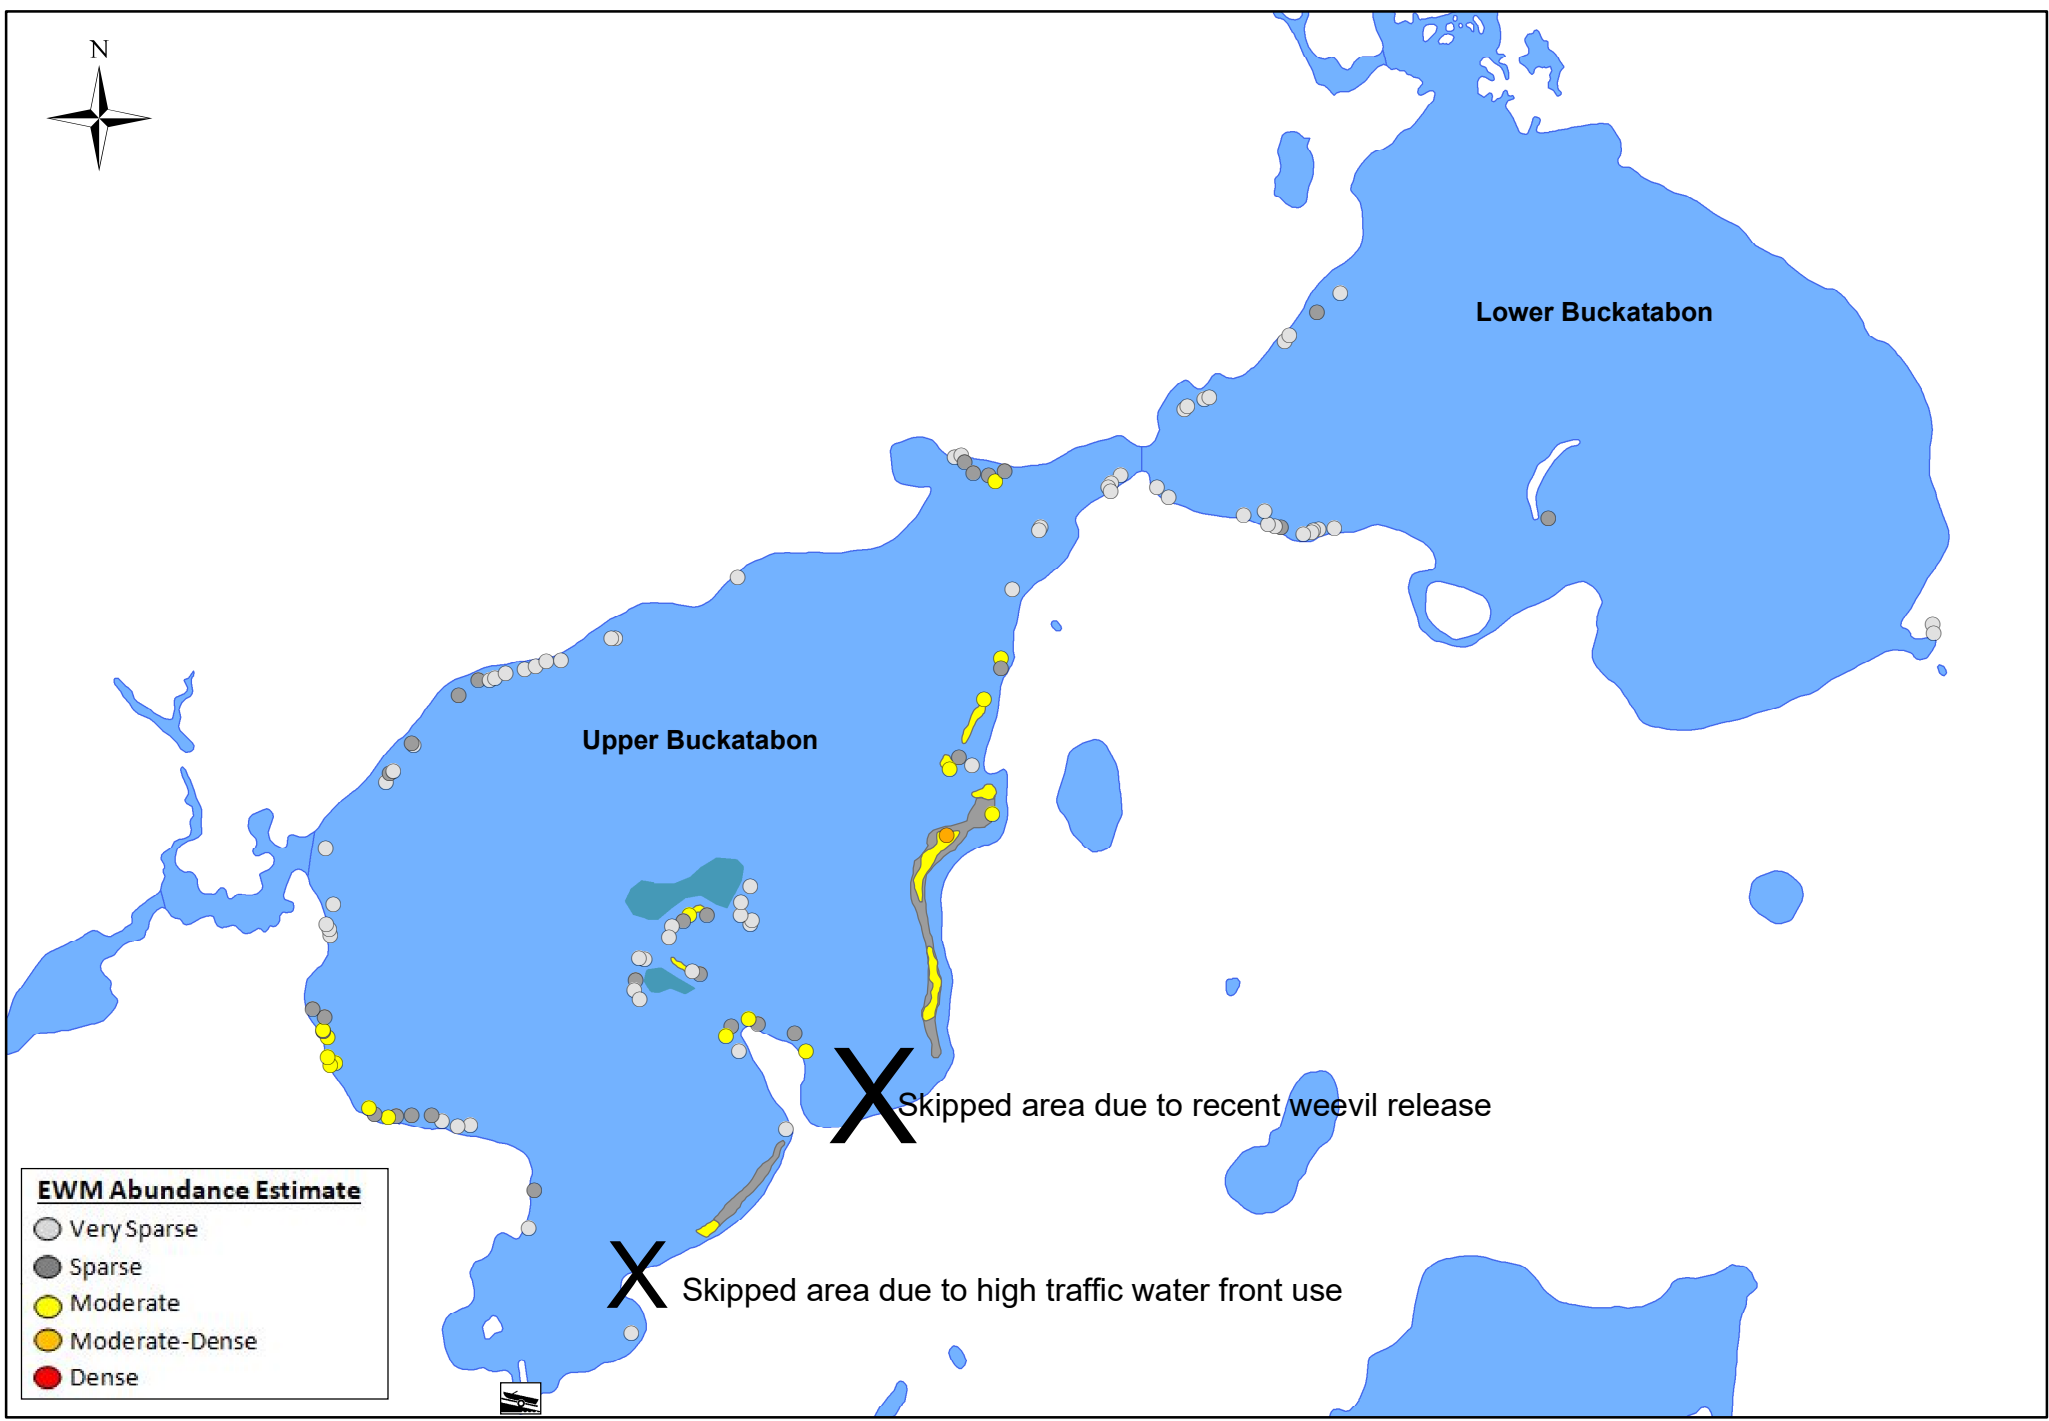 N
Lower Buckatabon
Upper Buckatabon
Skipped area due to recent weevil release
X
EWM Abundance Estimate
Very Sparse
Sparse
Moderate
Moderate-Dense
Dense
X
Skipped area due to high traffic water front use